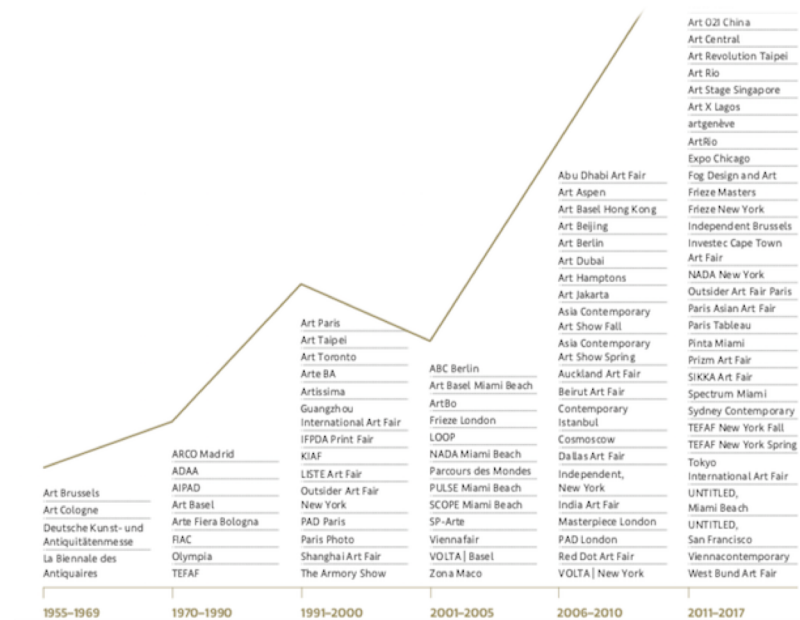 Art Brussels
Art Cologne
Deutsche Kunst- und
Antiquitätenmesse
La Biennale des
Antiquaires
1955–1969
ARCO Madrid
ADAA
AIPAD
Art Basel
Arte Fiera Bologna
FIAC
Olympia
TEFAF
1970–1990
Art Paris
Art Taipei
Art Toronto
Arte BA
Artissima
Guangzhou
International Art Fair
IFPDA Print Fair
KIAF
LISTE Art Fair
Outsider Art Fair
New York
PAD Paris
Paris Photo
Shanghai Art Fair
The Armory Show
1991–2000
ABC Berlin
Art Basel Miami Beach
ArtBo
Frieze London
LOOP
NADA Miami Beach
Parcours des Mondes
PULSE Miami Beach
SCOPE Miami Beach
SP-Arte
Viennafair
VOLTA | Basel
Zona Maco
2001–2005
Abu Dhabi Art Fair
Art Aspen
Art Basel Hong Kong
Art Beijing
Art Berlin
Art Dubai
Art Hamptons
Art Jakarta
Asia Contemporary
Art Show Fall
Asia Contemporary
Art Show Spring
Auckland Art Fair
Beirut Art Fair
Contemporary
Istanbul
Cosmoscow
Dallas Art Fair
Independent,
New York
India Art Fair
Masterpiece London
PAD London
Red Dot Art Fair
VOLTA | New York
2006–2010
Art 021 China
Art Central
Art Revolution Taipei
Art Rio
Art Stage Singapore
Art X Lagos
artgenève
ArtRio
Expo Chicago
Fog Design and Art
Frieze Masters
Frieze New York
Independent Brussels
Investec Cape Town
Art Fair
NADA New York
Outsider Art Fair Paris
Paris Asian Art Fair
Paris Tableau
Pinta Miami
Prizm Art Fair
SIKKA Art Fair
Spectrum Miami
Sydney Contemporary
TEFAF New York Fall
TEFAF New York Spring
Tokyo
International Art Fair
UNTITLED,
Miami Beach
UNTITLED,
San Francisco
Viennacontemporary
West Bund Art Fair
2011–2017